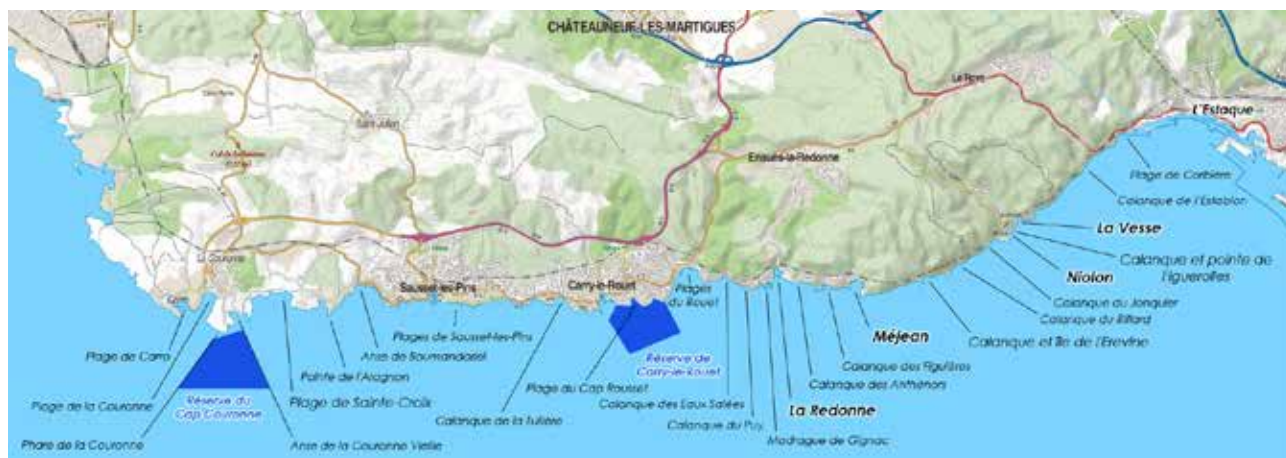 CHÂTEAUNEUF-LES-MARTIGUES
Le Rove
L'Estaque
Saint Julien
Ensuès-la-Redonne
Plage de Corbière
Calanque de l'Establon
La Vesse
La Couronne
Calanque et pointe de
Figuerolles
Niolon
Carro
Sausset-les-Pins
Carry-le-Rouet
Plages
du Rouet
Calanque du Jonquier
Calanque du Riflard
Plage de Carro
Plages de Sausset-les-Pins
Anse de Boumandariel
Réserve de
Carry-le-Rouet
Méjean
Calanque et île de l'Erevine
Pointe de l'Aragnon
Plage du Cap Rousset
Calanque des Figuières
Calanque des Anthénors
Plage de la Couronne
Réserve du
Cap Couronne
Plage de Sainte-Croix
Calanque de la Tuilière
Calanque des Eaux Salées
La Redonne
Calanque du Puy
Phare de la Couronne
Anse de la Couronne Vieille
Madrague de Gignac